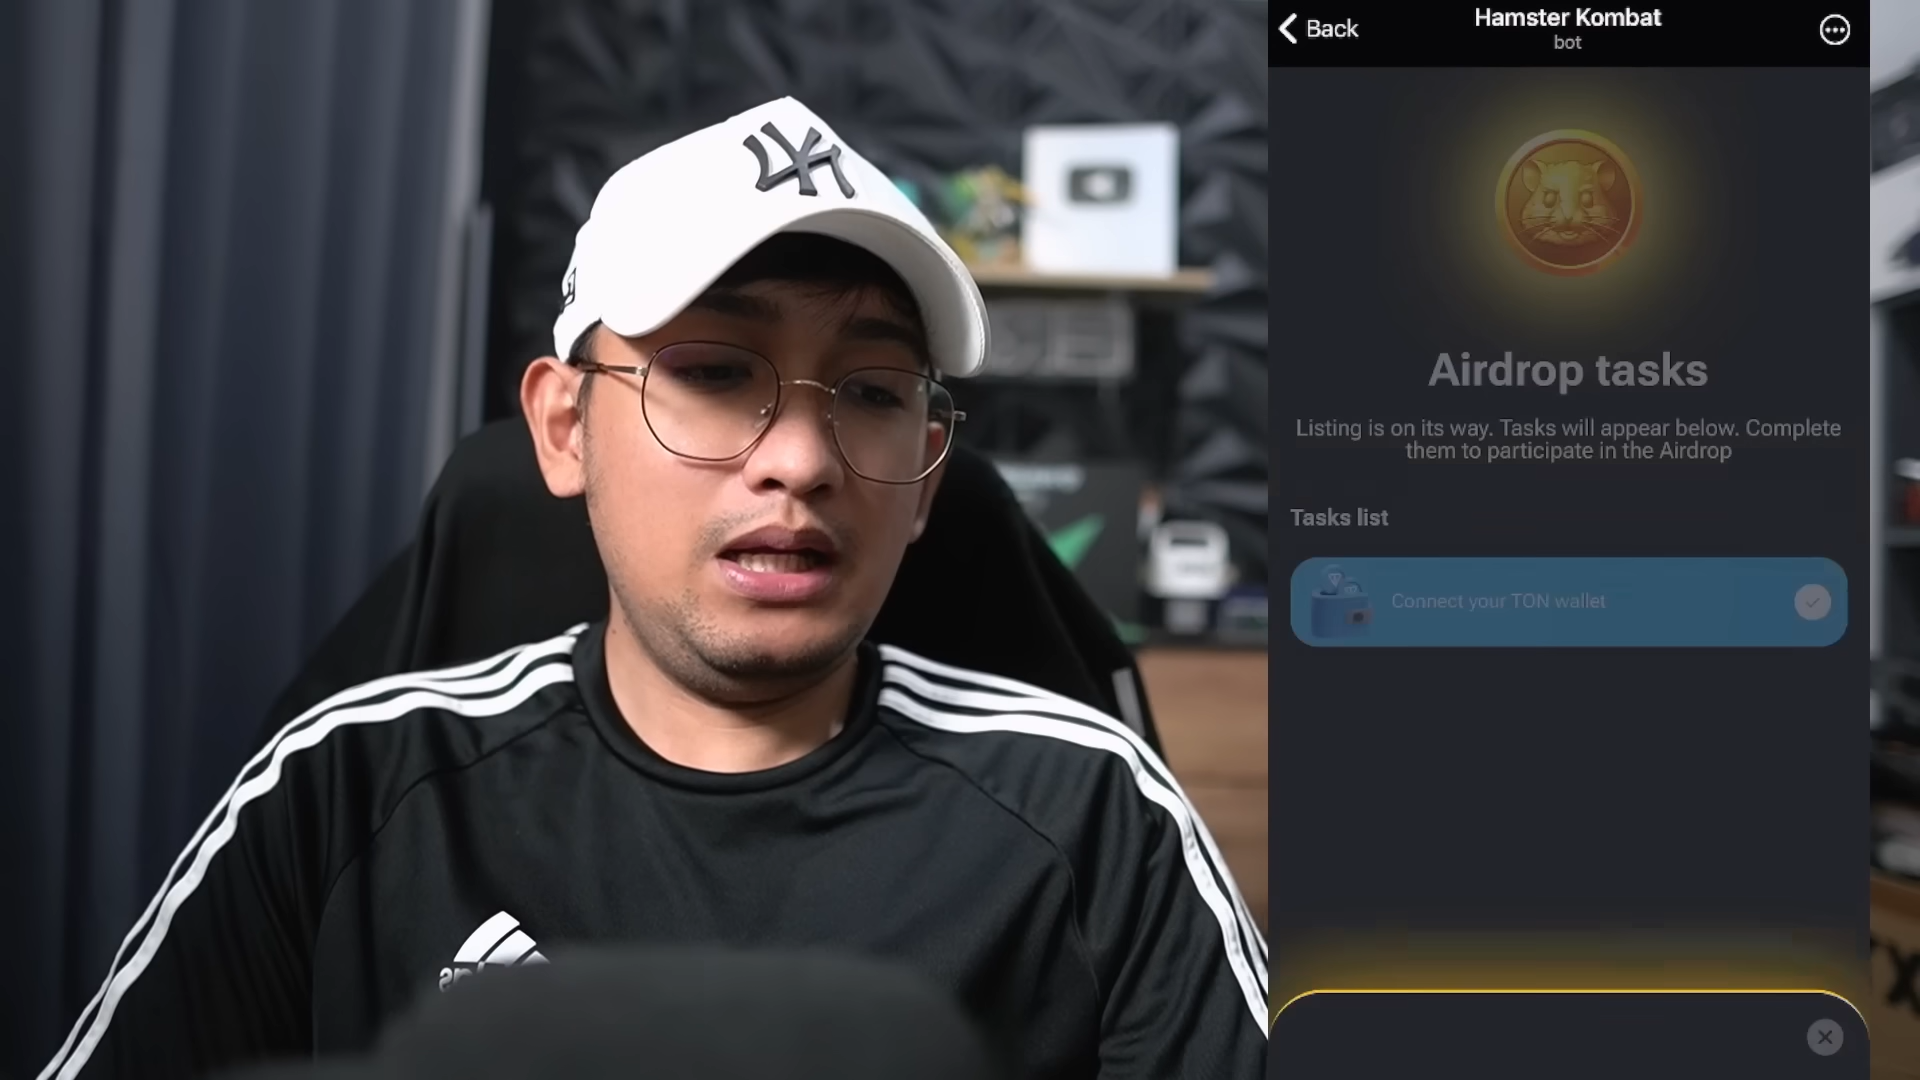 Back
Hamster Kombat
bot
Airdrop tasks
Listing is on its way. Tasks will appear below. Complete
them to participate in the Airdrop
Tasks list
Connect your TON wallet